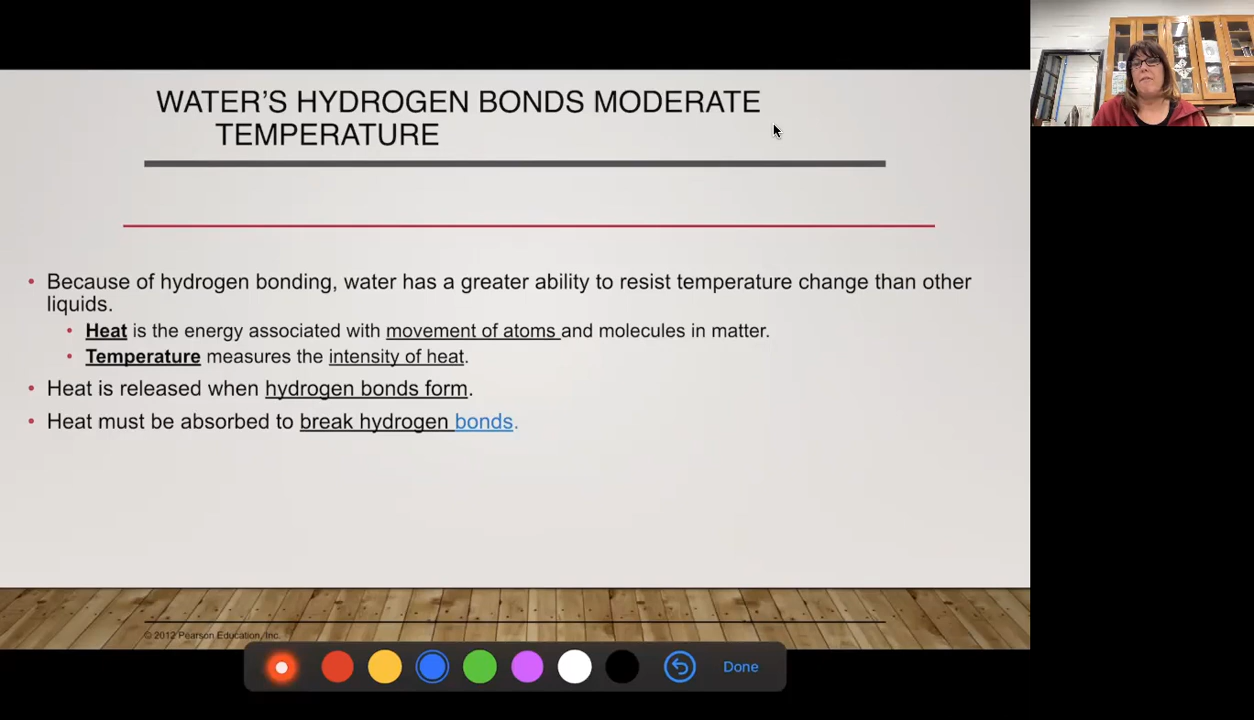 WATER'S HYDROGEN BONDS MODERATE
TEMPERATURE
• Because of hydrogen bonding, water has a greater ability to resist temperature change than other
liquids.
• Heat is the energy associated with movement of atoms and molecules in matter.
• Temperature measures the intensity of heat.
• Heat is released when hydrogen bonds form.
• Heat must be absorbed to break hydrogen bonds.
© 2012 Pearson Education, Inc.
Done